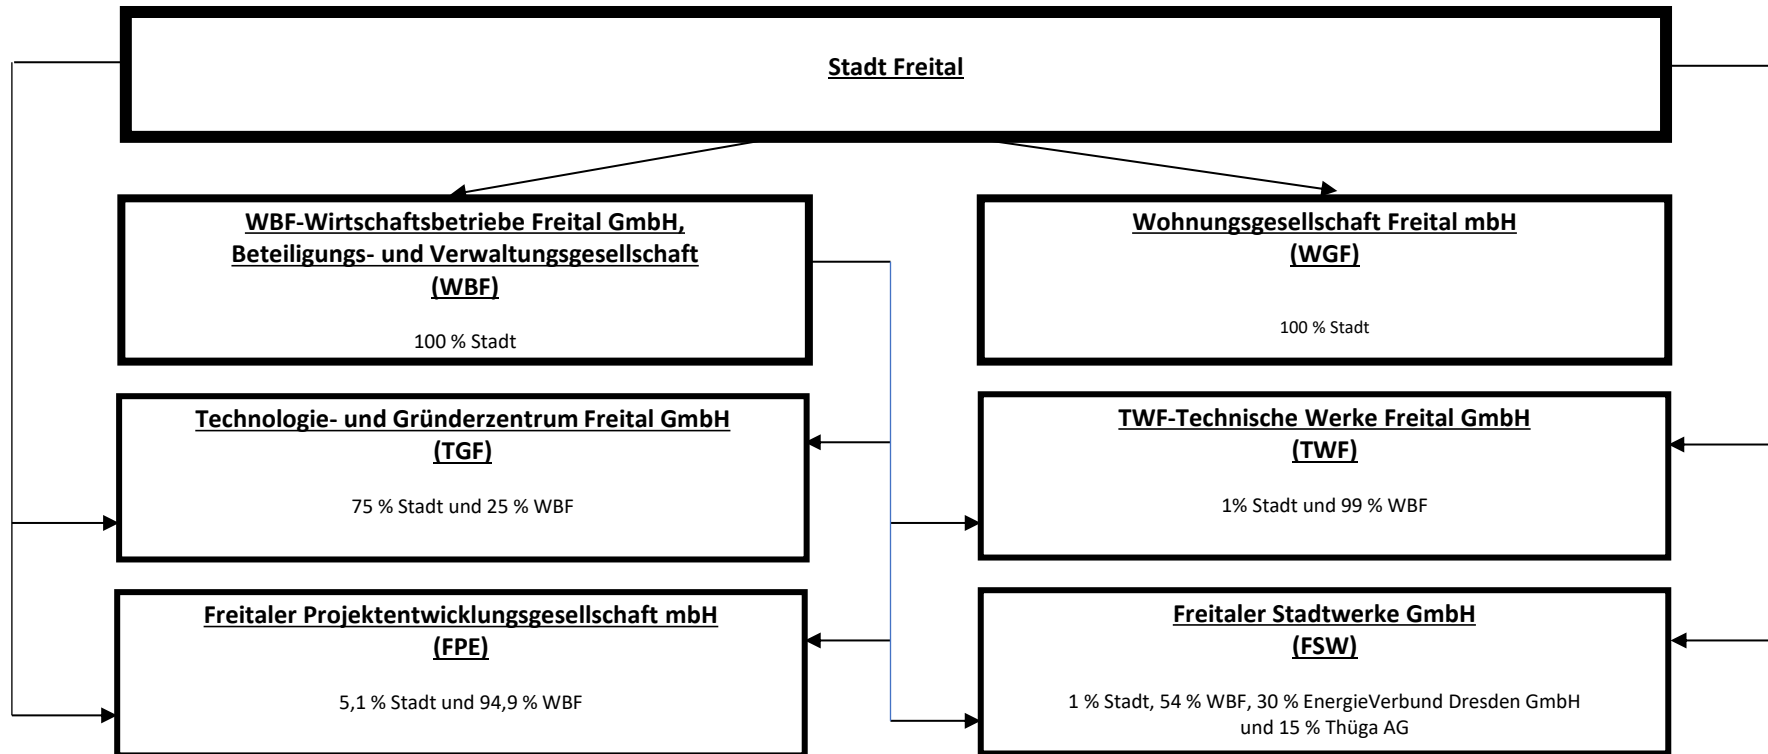 Stadt Freital
WBF-Wirtschaftsbetriebe Freital GmbH,
Beteiligungs- und Verwaltungsgesellschaft
(WBF)
100 % Stadt
Wohnungsgesellschaft Freital mbH
(WGF)
100 % Stadt
Technologie- und Gründerzentrum Freital GmbH
(TGF)
75 % Stadt und 25 % WBF
TWF-Technische Werke Freital GmbH
(TWF)
1% Stadt und 99 % WBF
Freitaler Projektentwicklungsgesellschaft mbH
(FPE)
5,1 % Stadt und 94,9 % WBF
Freitaler Stadtwerke GmbH
(FSW)
1 % Stadt, 54 % WBF, 30 % EnergieVerbund Dresden GmbH
und 15 % Thüga AG